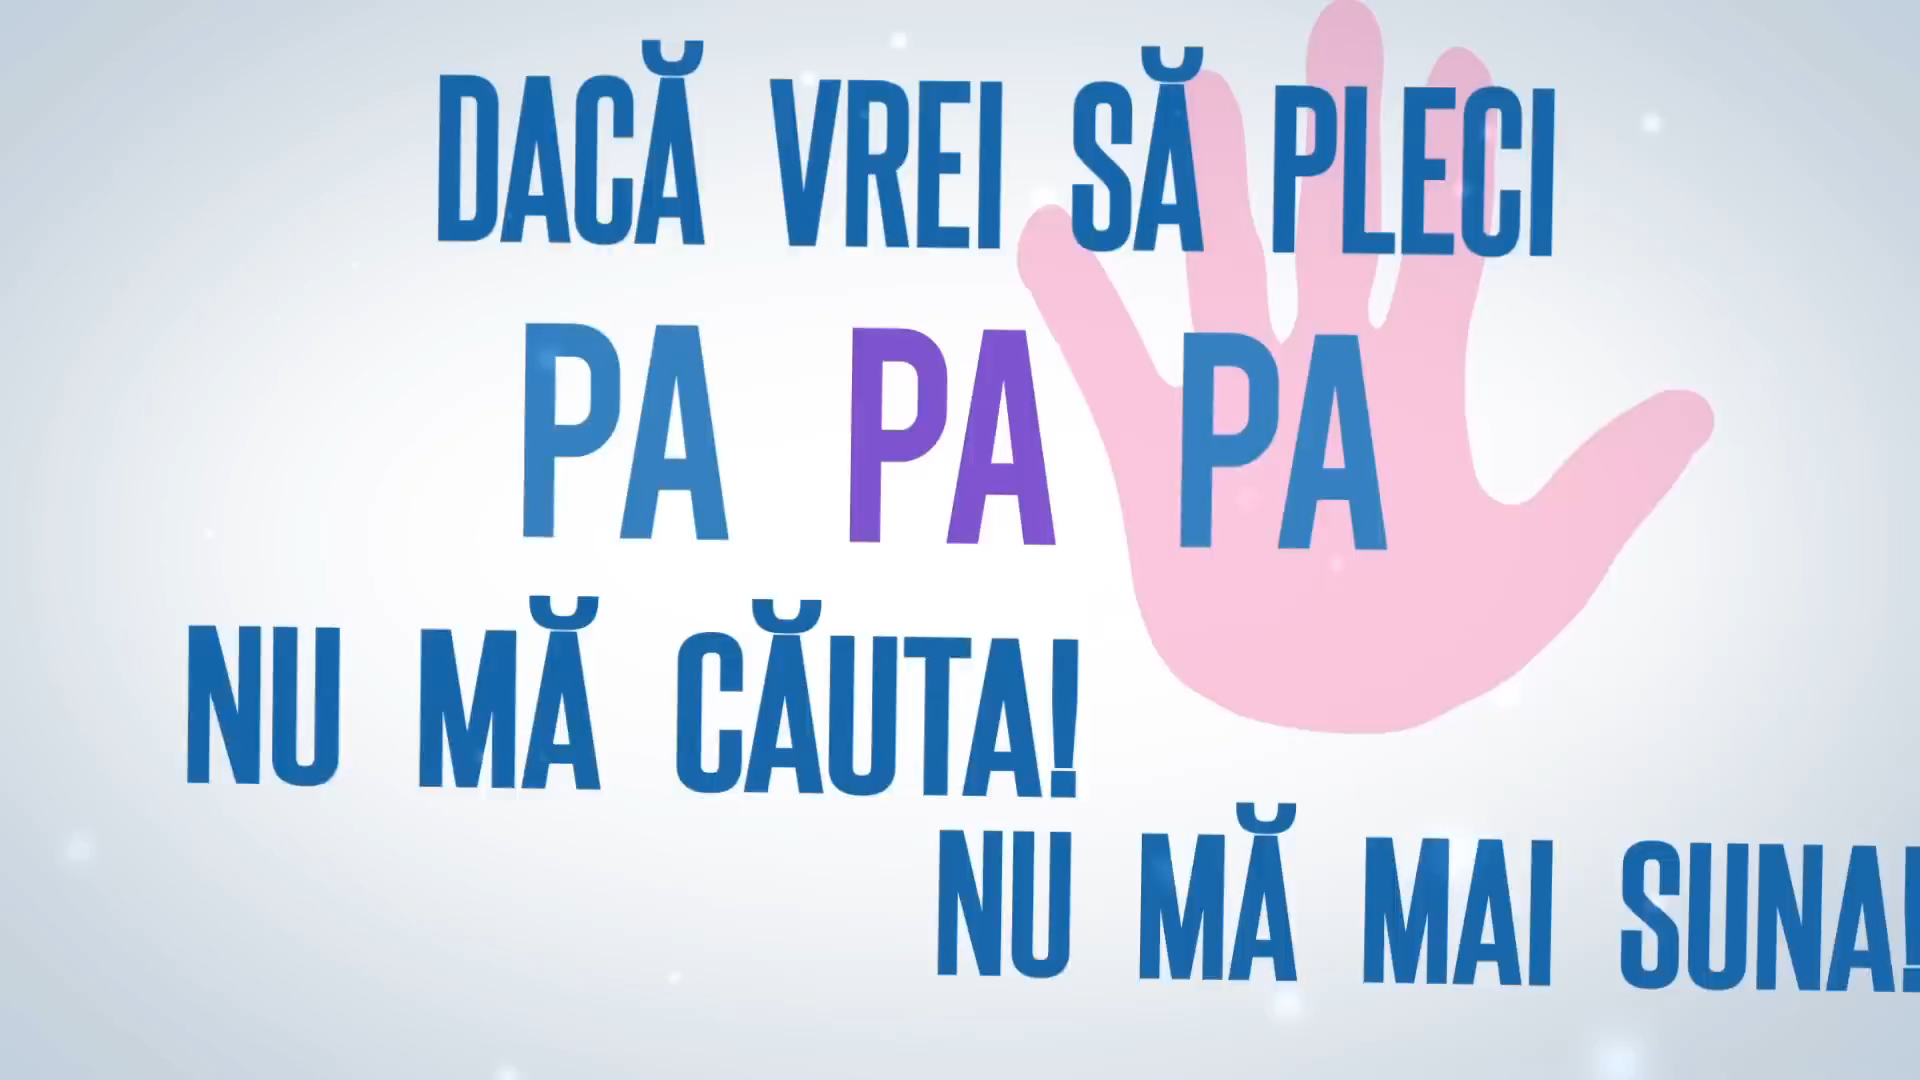 DACĂ VREI SĂ PLECI
PA PA PA
NU MĂ CĂUTA!
NU MĂ MAI SUNA!